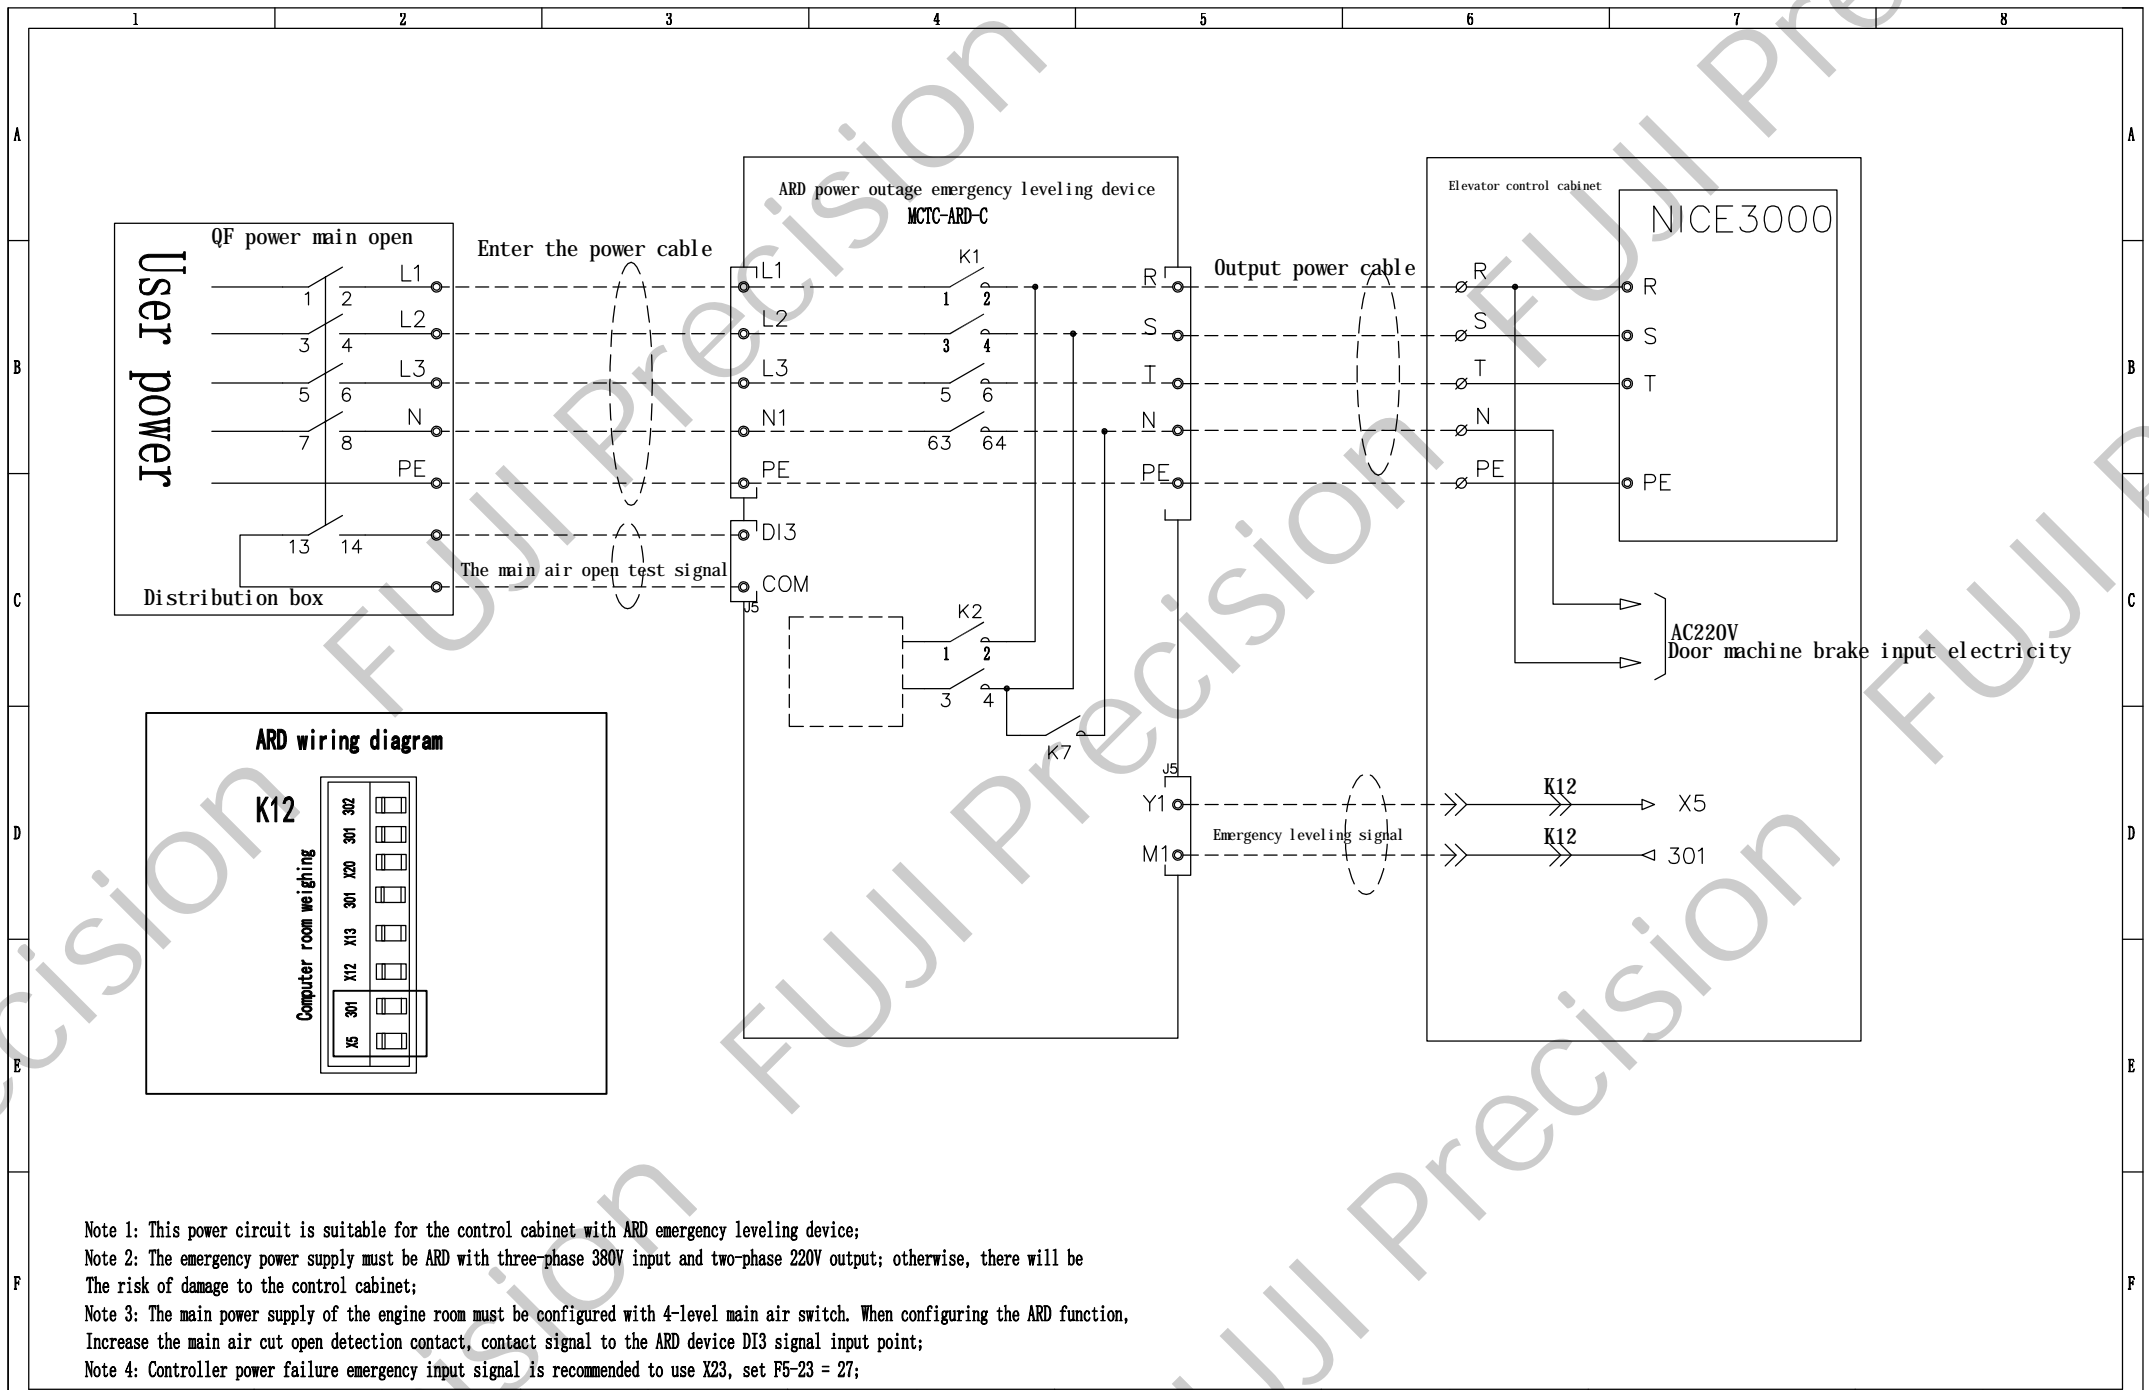 1 2 3 4 5 6 7 8
A A
B B
C C
D D
E E
F F
User power
QF power main open
L1
1 2
L2
3 4
L3
5 6
N
7 8
PE
13 14
Distribution box
Enter the power cable
The main air open test signal
ARD power outage emergency leveling device
MCTC-ARD-C
L1
K1
R
1 2
L2
S
3 4
L3
T
5 6
N1
N
63 64
PE
PE
DI3
COM
J5
K2
1 2
3 4
K7
J5
Y1
M1
Output power cable
Emergency leveling signal
Elevator control cabinet
NICE3000
R
R
S
S
T
T
N
PE
PE
AC220V
Door machine brake input electricity
K12
X5
K12
301
ARD wiring diagram
K12
Computer room weighing
302
301
X20
301
X13
X12
301
X5
Note 1: This power circuit is suitable for the control cabinet with ARD emergency leveling device;
Note 2: The emergency power supply must be ARD with three-phase 380V input and two-phase 220V output; otherwise, there will be
The risk of damage to the control cabinet;
Note 3: The main power supply of the engine room must be configured with 4-level main air switch. When configuring the ARD function,
Increase the main air cut open detection contact, contact signal to the ARD device DI3 signal input point;
Note 4: Controller power failure emergency input signal is recommended to use X23, set F5-23 = 27;
FUJI Precision
FUJI Precision
FUJI Precision